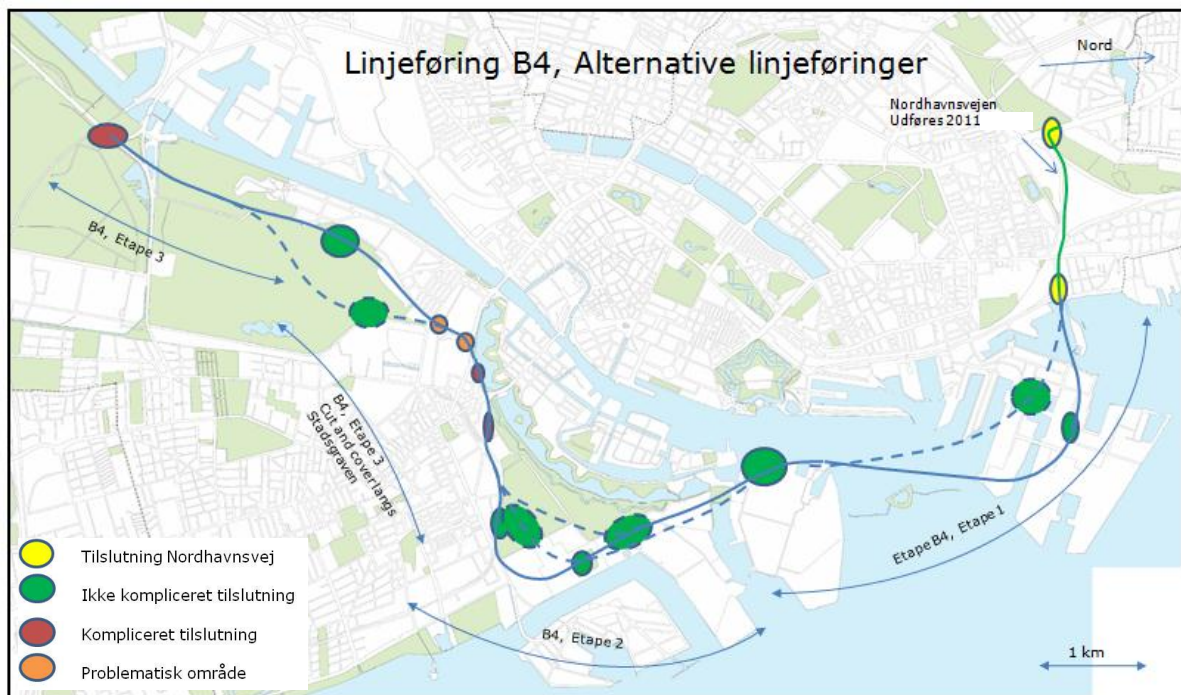 Linjeføring B4, Alternative linjeføringer
Nord
Nordhavnsvejen
Udføres 2011
B4, Etape 3
B4, Etape 3
Cut and cover langs
Stadsgraven
Etape B4, Etape 1
B4, Etape 2
Tilslutning Nordhavnsvej
Ikke kompliceret tilslutning
Kompliceret tilslutning
Problematisk område
1 km